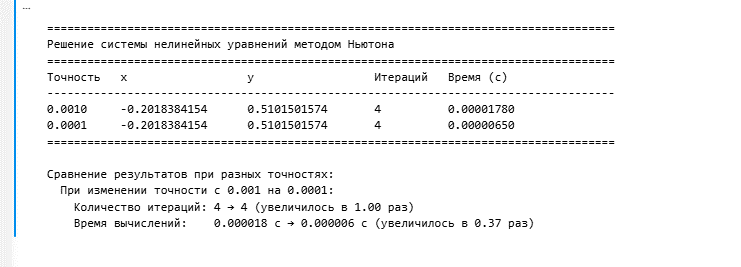 ...
=====================================================================================
Решение системы нелинейных уравнений методом Ньютона
=====================================================================================
Точность   x                  y                  Итераций   Время (с)
-------------------------------------------------------------------------------------
0.0010     -0.2018384154      0.5101501574       4          0.00001780
0.0001     -0.2018384154      0.5101501574       4          0.00000650
=====================================================================================
Сравнение результатов при разных точностях:
При изменении точности с 0.001 на 0.0001:
Количество итераций: 4 → 4 (увеличилось в 1.00 раз)
Время вычислений:    0.000018 с → 0.000006 с (увеличилось в 0.37 раз)